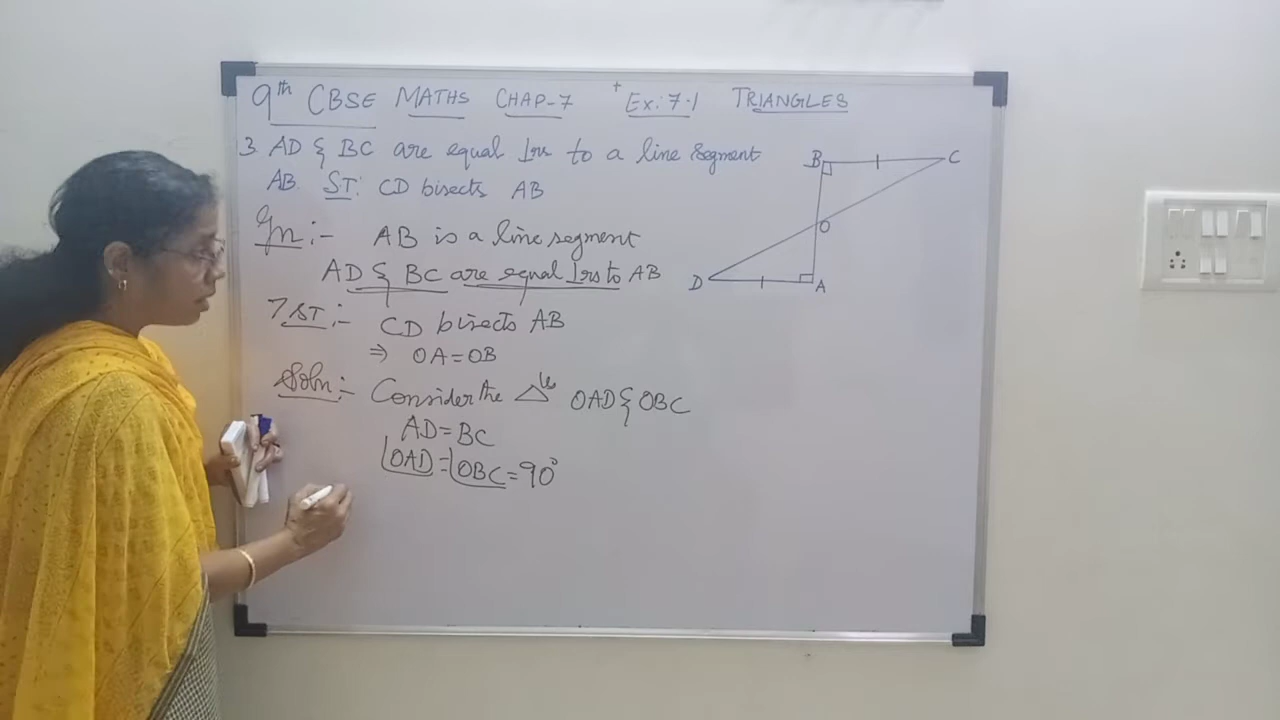 9th CBSE MATHS CHAP-7 Ex: 7.1 TRIANGLES
3. AD & BC are equal ⊥rs to a line segment
AB. ST: CD bisects AB
Gn:- AB is a line segment
AD & BC are equal ⊥rs to AB
TST:- CD bisects AB
⇒ OA = OB
Soln:- Consider the △les OAD & OBC
AD = BC
∠OAD = ∠OBC = 90°
B C
O
D A